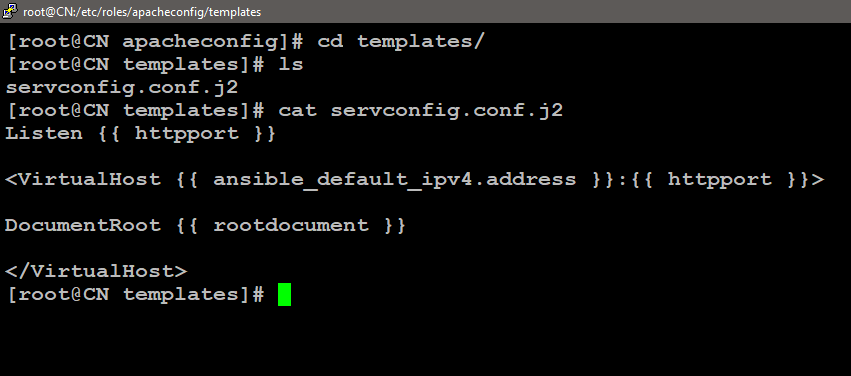 root@CN:/etc/roles/apacheconfig/templates
[root@CN apacheconfig]# cd templates/
[root@CN templates]# ls
servconfig.conf.j2
[root@CN templates]# cat servconfig.conf.j2
Listen {{ httpport }}
<VirtualHost {{ ansible_default_ipv4.address }}:{{ httpport }}>
DocumentRoot {{ rootdocument }}
</VirtualHost>
[root@CN templates]#